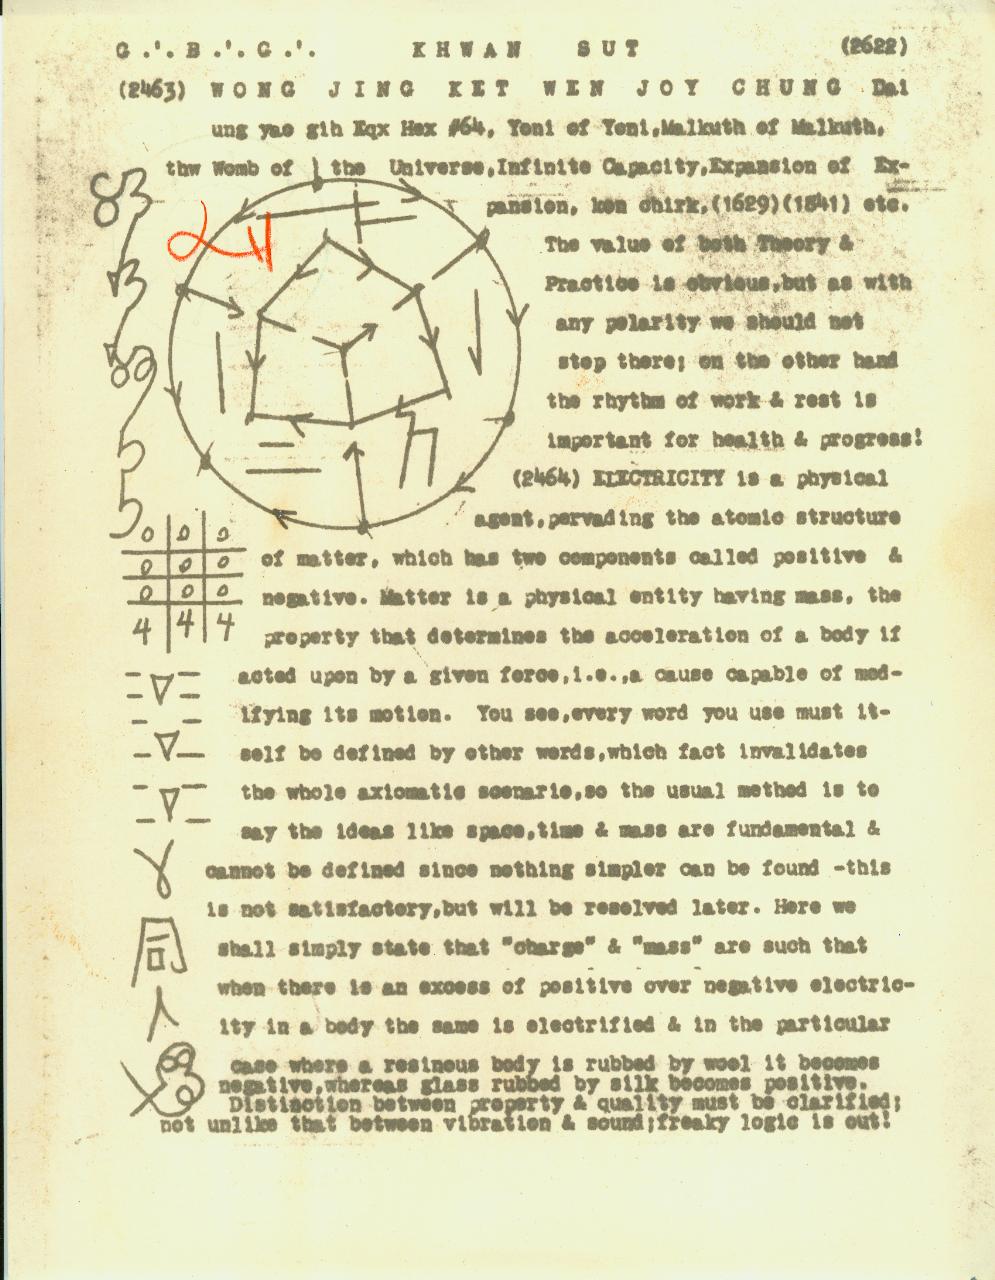 G.'. B.'. G.'. KHWAN SUT (2622)
(2463) WONG JING KET WEN JOY CHUNG Dai
ung yao gih Eqx Hex #64, Yoni of Yoni,Malkuth of Malkuth,
thw Womb of the Universe,Infinite Capacity,Expansion of Ex-
pansion, ken chirk,(1629)(1841) etc.
The value of both Theory &
Practice is obvious,but as with
any polarity we should not
stop there; on the other hand
the rhythm of work & rest is
important for health & progress!
(2464) ELECTRICITY is a physical
agent,pervading the atomic structure
of matter, which has two components called positive &
negative. Matter is a physical entity having mass, the
property that determines the acceleration of a body if
acted upon by a given force,i.e.,a cause capable of mod-
ifying its motion. You see,every word you use must it-
self be defined by other words,which fact invalidates
the whole axiomatic scenario,so the usual method is to
say the ideas like space,time & mass are fundamental &
cannot be defined since nothing simpler can be found -this
is not satisfactory,but will be resolved later. Here we
shall simply state that "charge" & "mass" are such that
when there is an excess of positive over negative electric-
ity in a body the same is electrified & in the particular
case where a resinous body is rubbed by wool it becomes
negative,whereas glass rubbed by silk becomes positive.
Distinction between property & quality must be clarified;
not unlike that between vibration & sound;freaky logic is out!
0 0 0
0 0 0
0 0 0
4 4 4